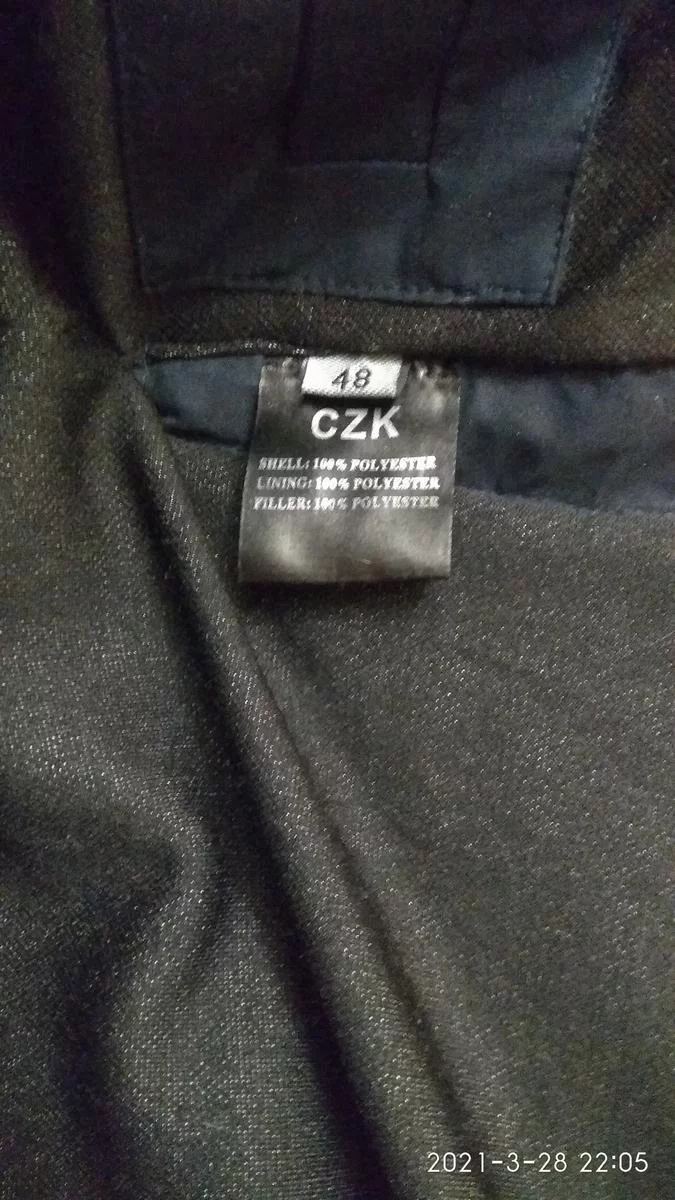 48
CZK
SHELL: 100% POLYESTER
LINING: 100% POLYESTER
FILLER: 100% POLYESTER
2021-3-28 22:05